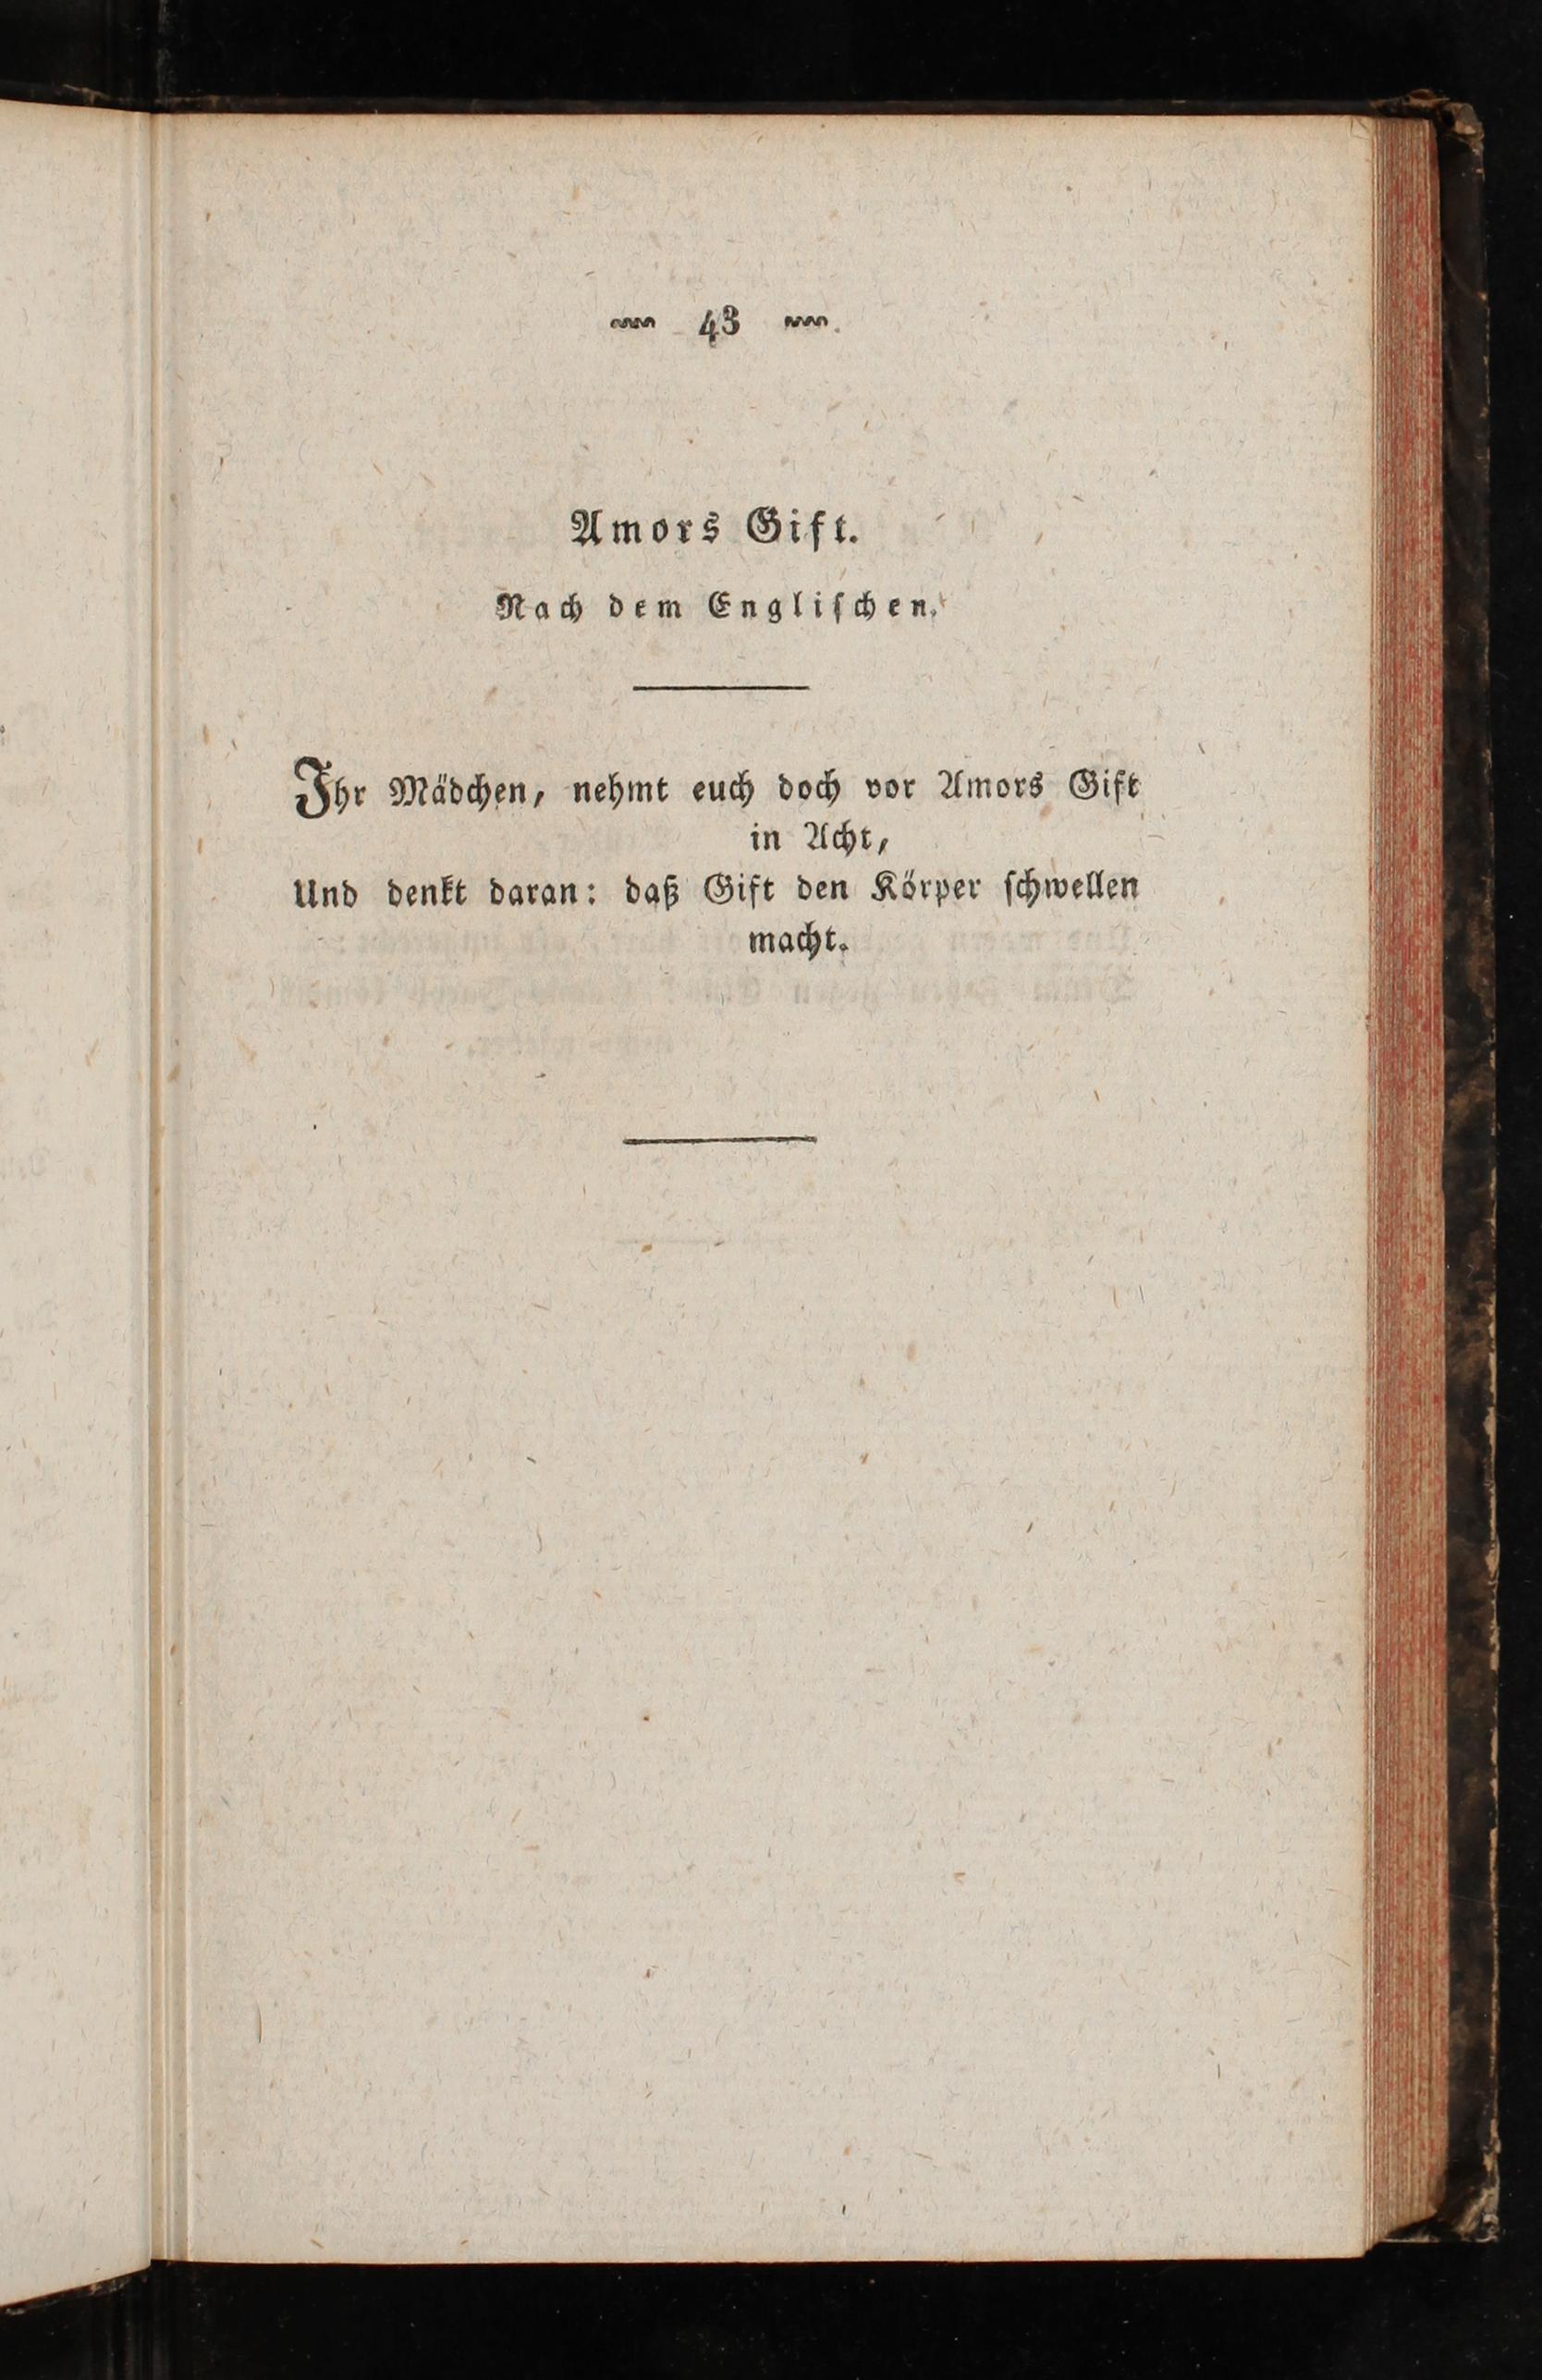 43
Amors Gift.
Nach dem Engliſchen.
Ihr Mädchen, nehmt euch doch vor Amors Gift
in Acht,
Und denkt daran: daß Gift den Körper ſchwellen
macht.